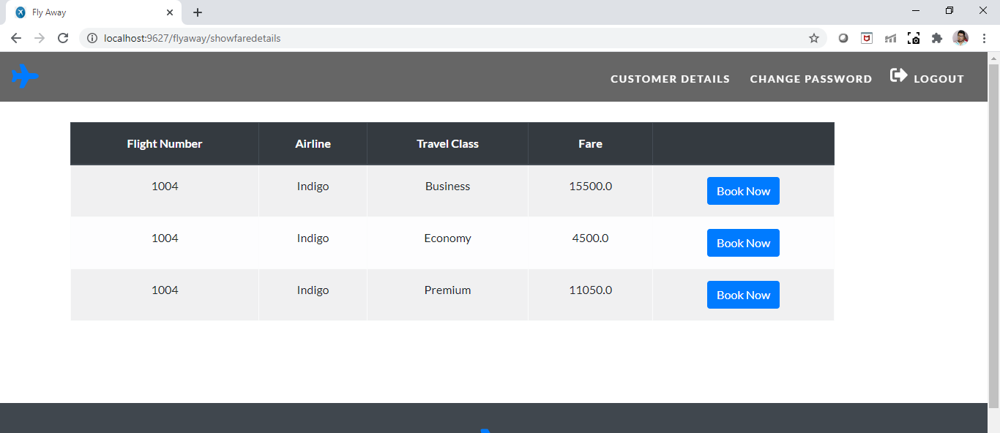 Fly Away
localhost:9627/flyaway/showfaredetails
CUSTOMER DETAILS CHANGE PASSWORD LOGOUT
Flight Number Airline Travel Class Fare
1004 Indigo Business 15500.0 Book Now
1004 Indigo Economy 4500.0 Book Now
1004 Indigo Premium 11050.0 Book Now